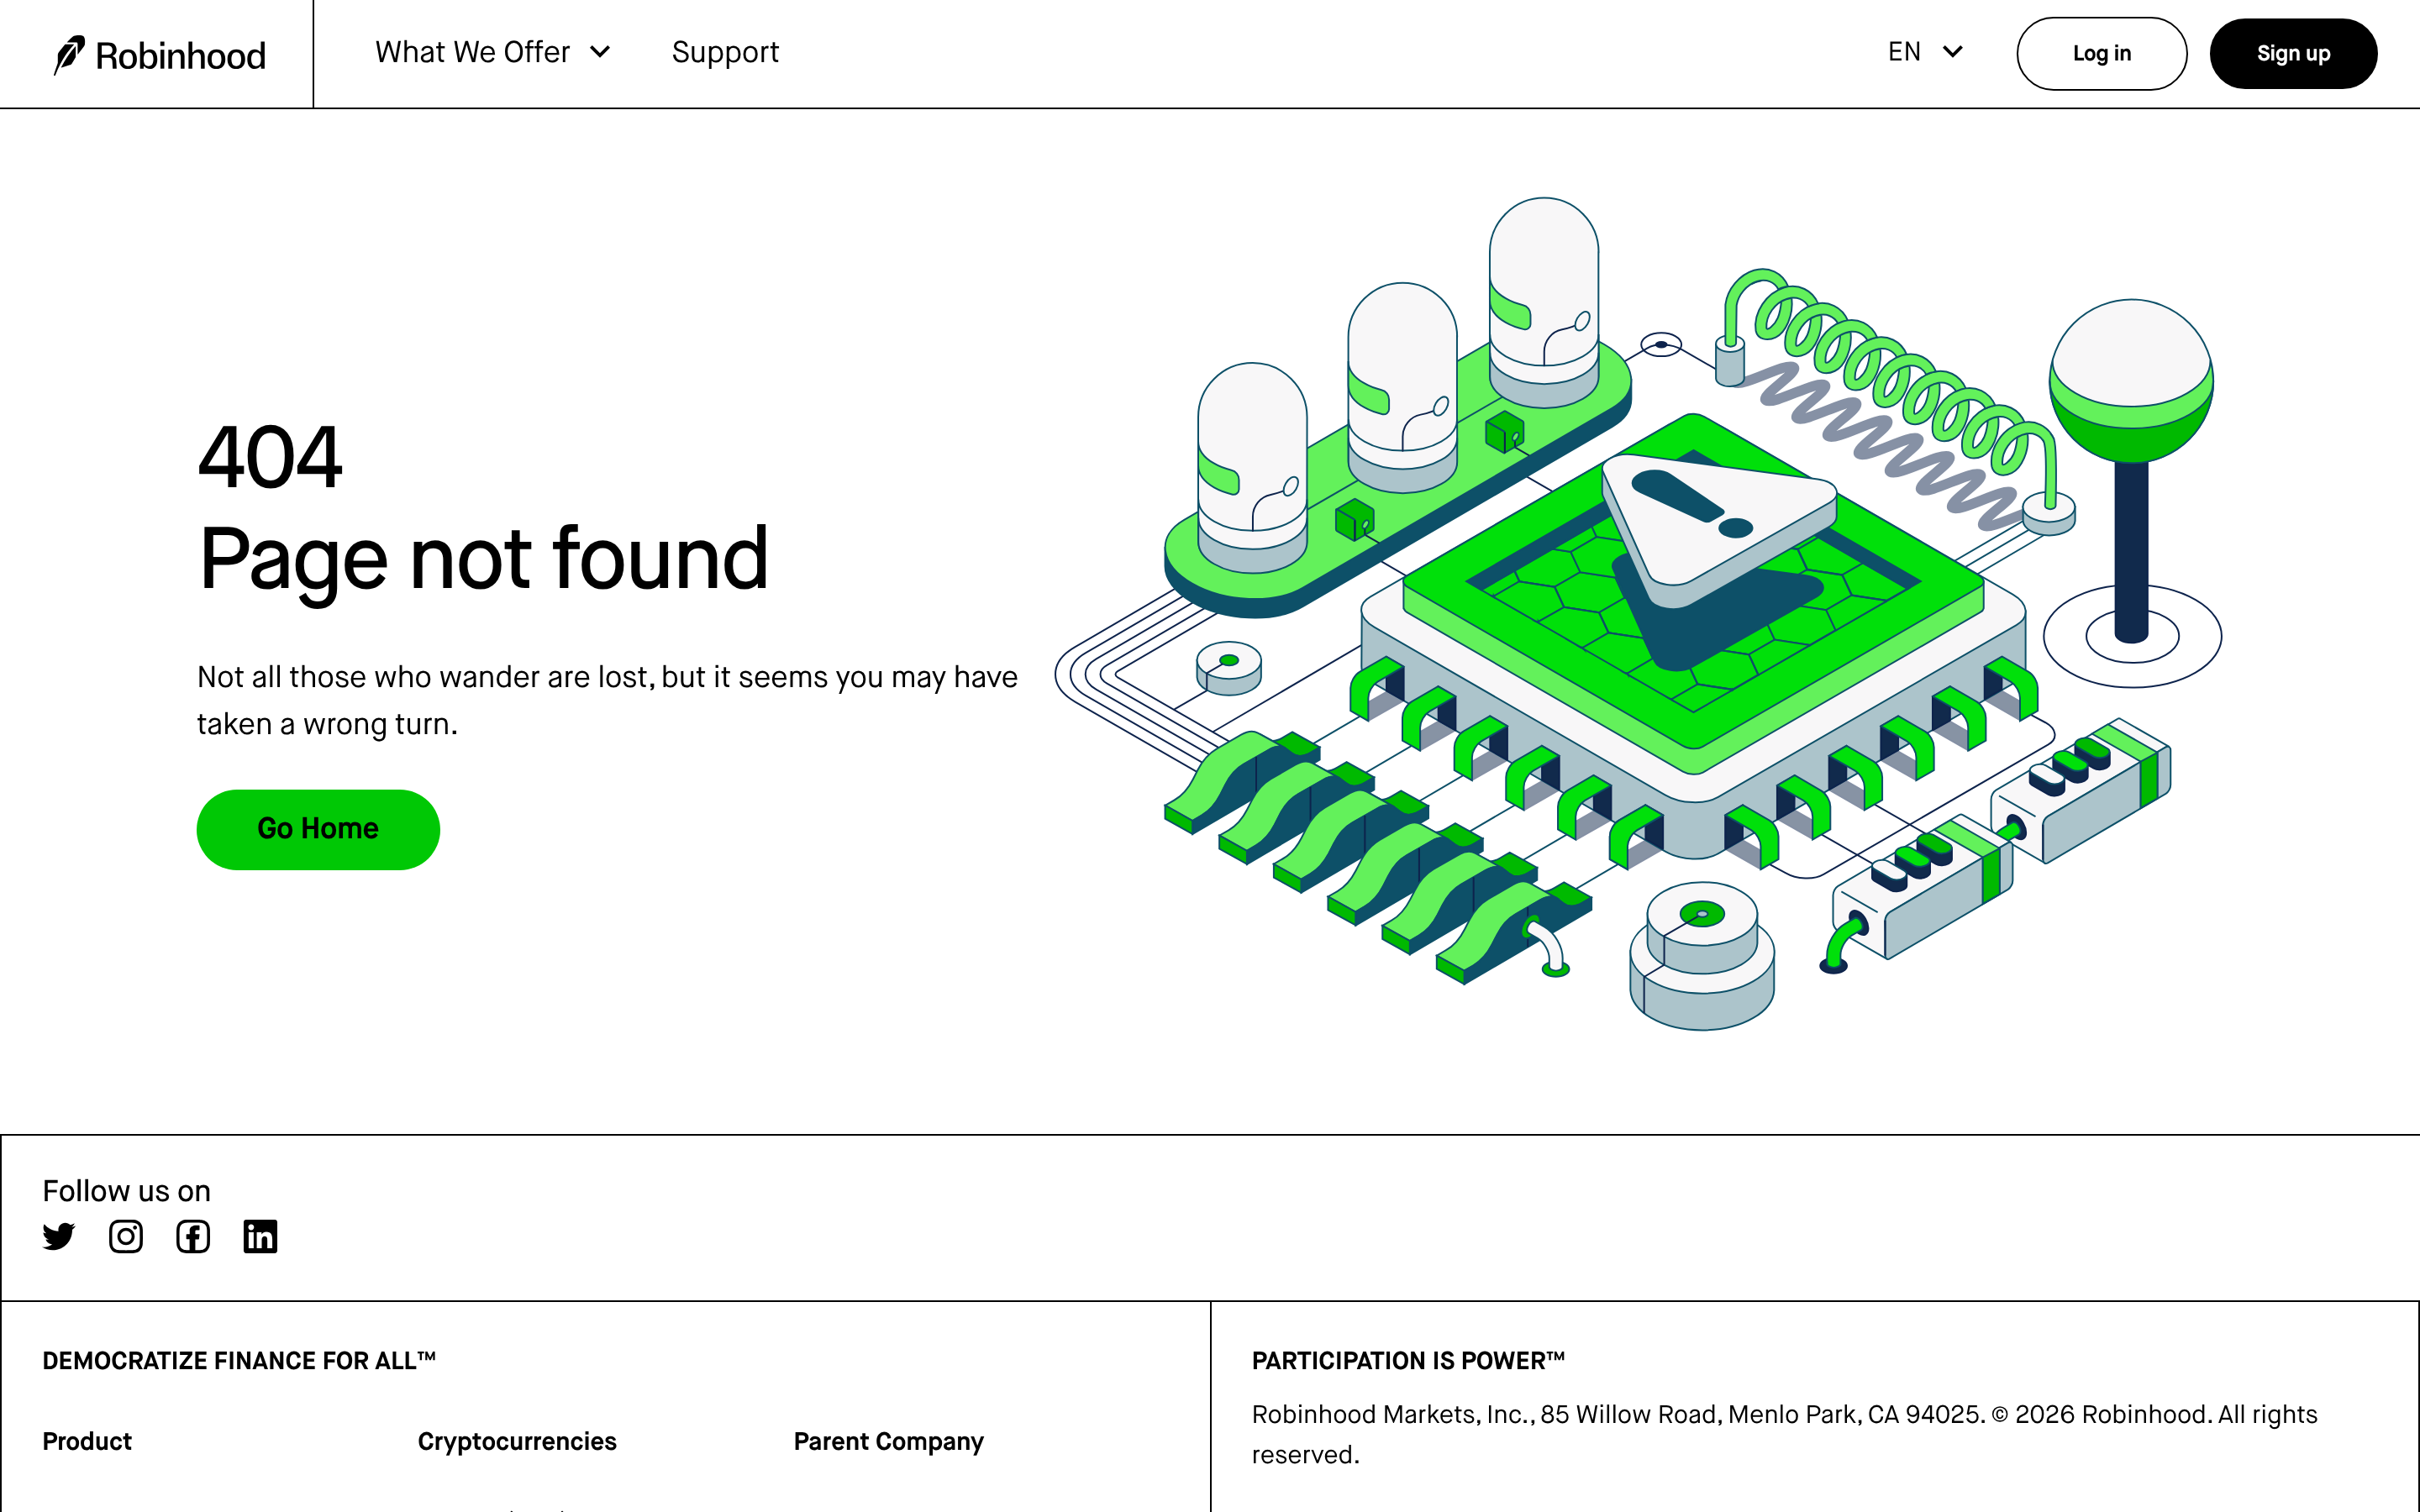 Robinhood
What We Offer
Support
EN
Log in
Sign up
404
Page not found
Not all those who wander are lost, but it seems you may have
taken a wrong turn.
Go Home
Follow us on
DEMOCRATIZE FINANCE FOR ALL™
Product
Cryptocurrencies
Parent Company
PARTICIPATION IS POWER™
Robinhood Markets, Inc., 85 Willow Road, Menlo Park, CA 94025. © 2026 Robinhood. All rights
reserved.